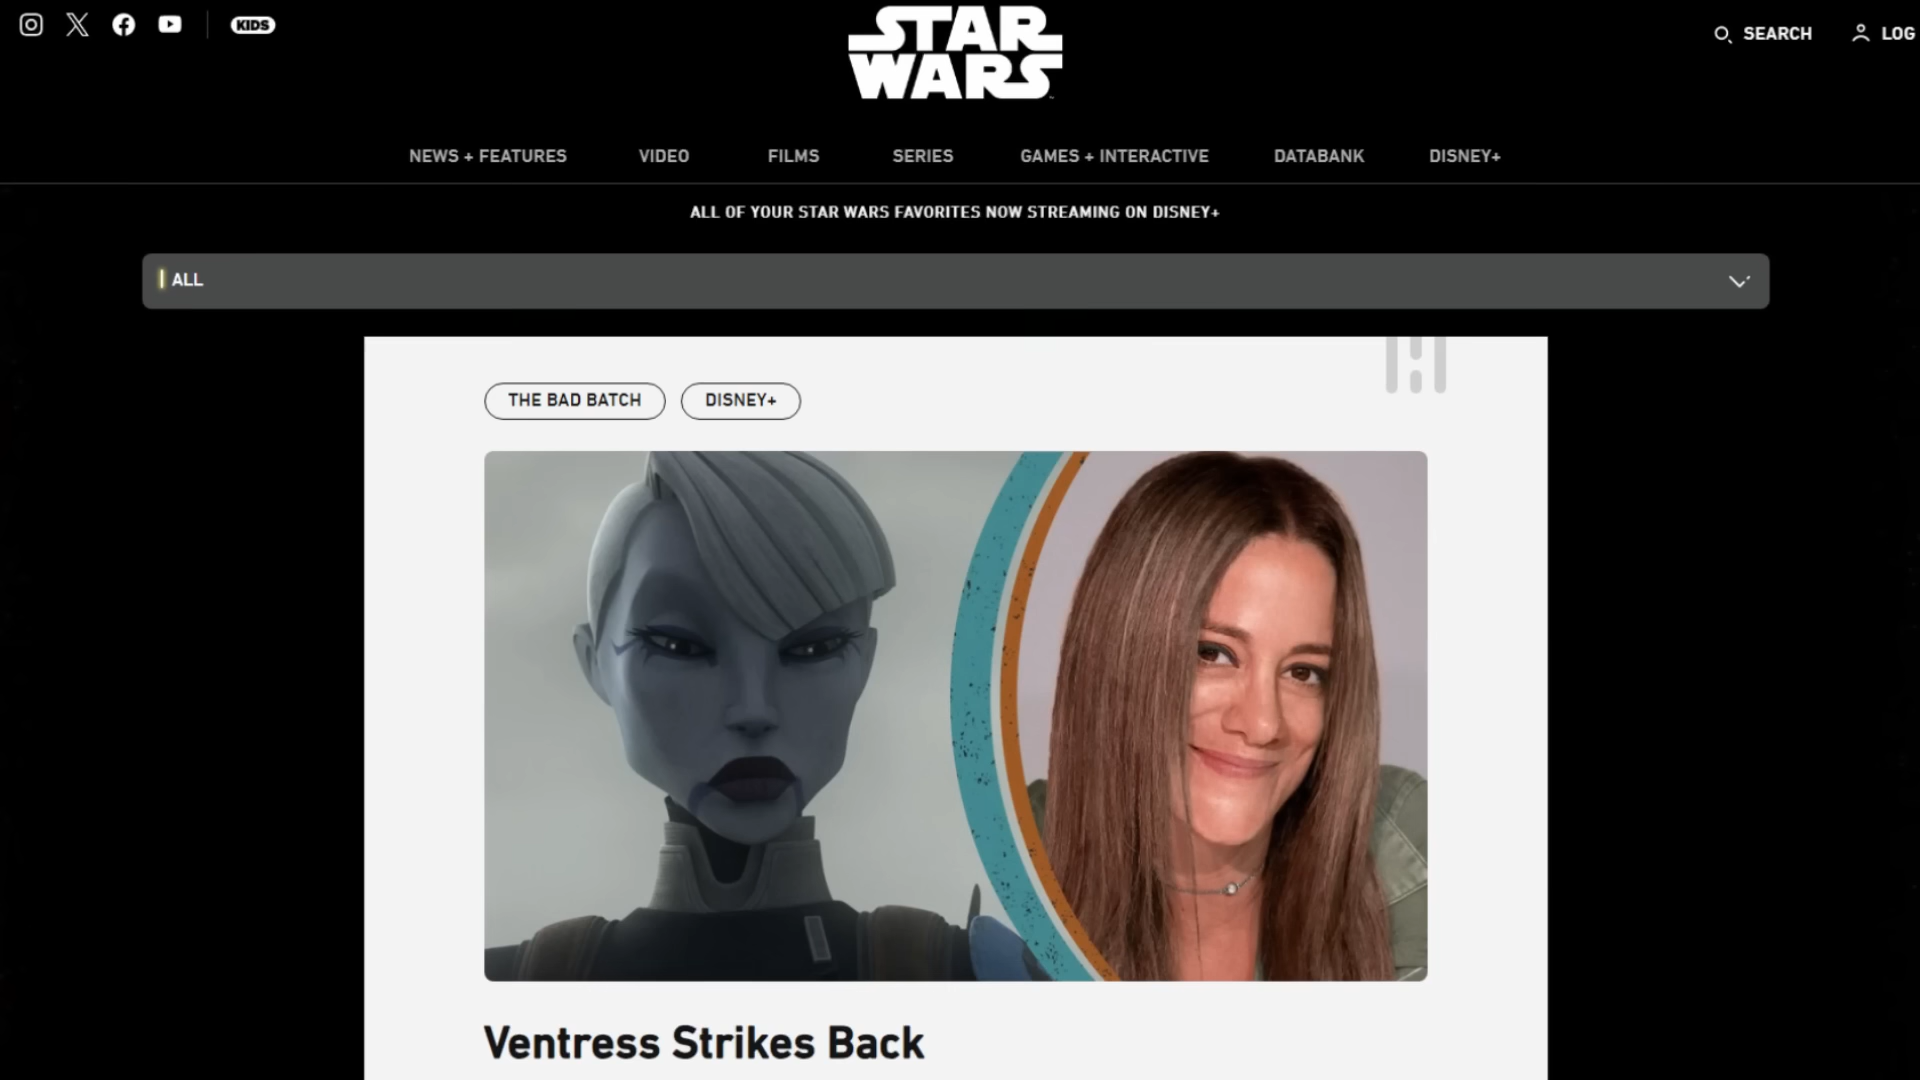 KIDS
STAR
WARS
SEARCH
LOG
NEWS + FEATURES
VIDEO
FILMS
SERIES
GAMES + INTERACTIVE
DATABANK
DISNEY+
ALL OF YOUR STAR WARS FAVORITES NOW STREAMING ON DISNEY+
ALL
THE BAD BATCH
DISNEY+
Ventress Strikes Back